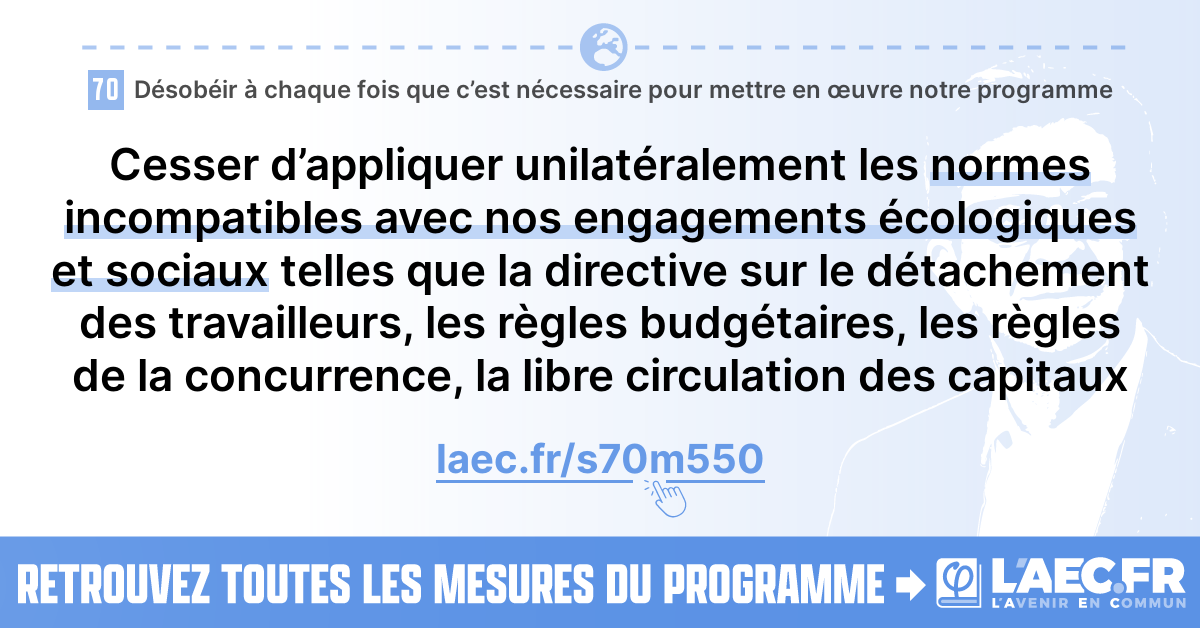 70 Désobéir à chaque fois que c’est nécessaire pour mettre en œuvre notre programme
Cesser d’appliquer unilatéralement les normes
incompatibles avec nos engagements écologiques
et sociaux telles que la directive sur le détachement
des travailleurs, les règles budgétaires, les règles
de la concurrence, la libre circulation des capitaux
laec.fr/s70m550
RETROUVEZ TOUTES LES MESURES DU PROGRAMME
φ L'AEC.FR
L'AVENIR EN COMMUN